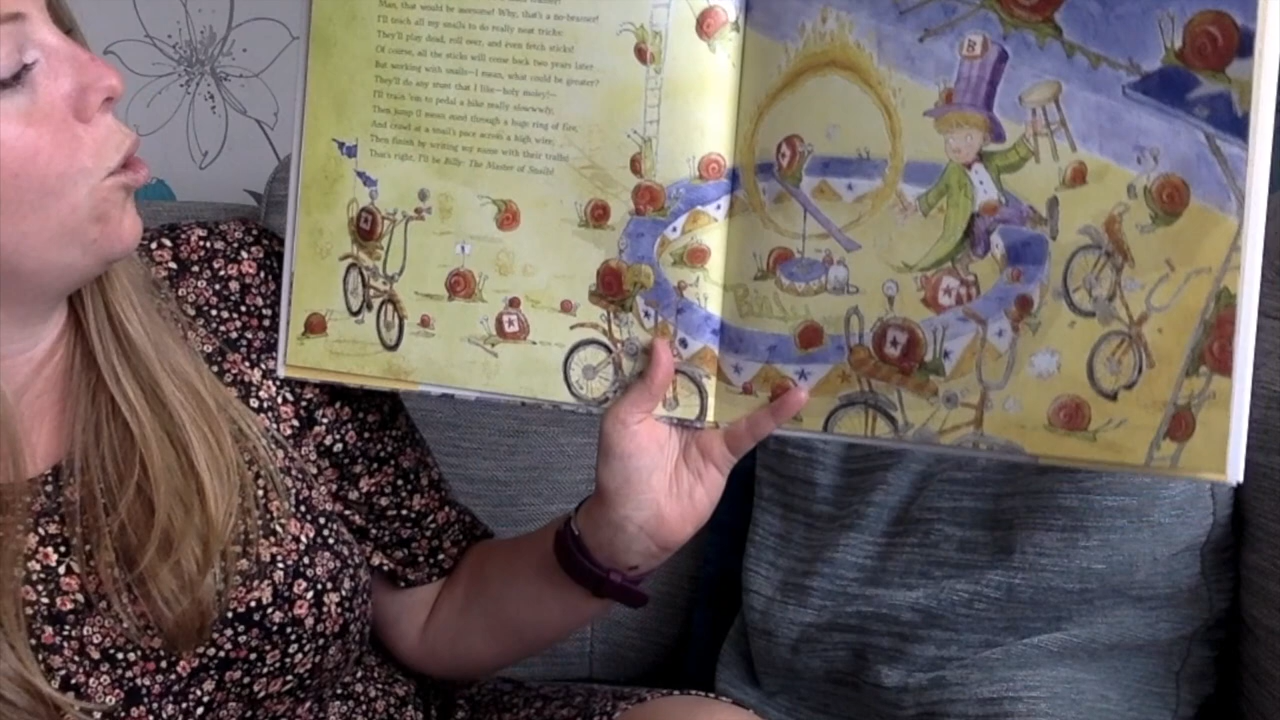 Man, that would be awesome! Why, that's a no-brainer!
I'll teach all my snails to do really neat tricks:
They'll play dead, roll over, and even fetch sticks!
Of course, all the sticks will come back two years later.
But working with snails—I mean, what could be greater?
They'll do any stunt that I like—holy moley!—
I'll train 'em to pedal a bike really slowwwly,
Then jump (I mean ooze) through a huge ring of fire,
And crawl at a snail's pace across a high wire,
Then finish by writing my name with their trails!
That's right, I'll be Billy: The Master of Snails!
B
Billy